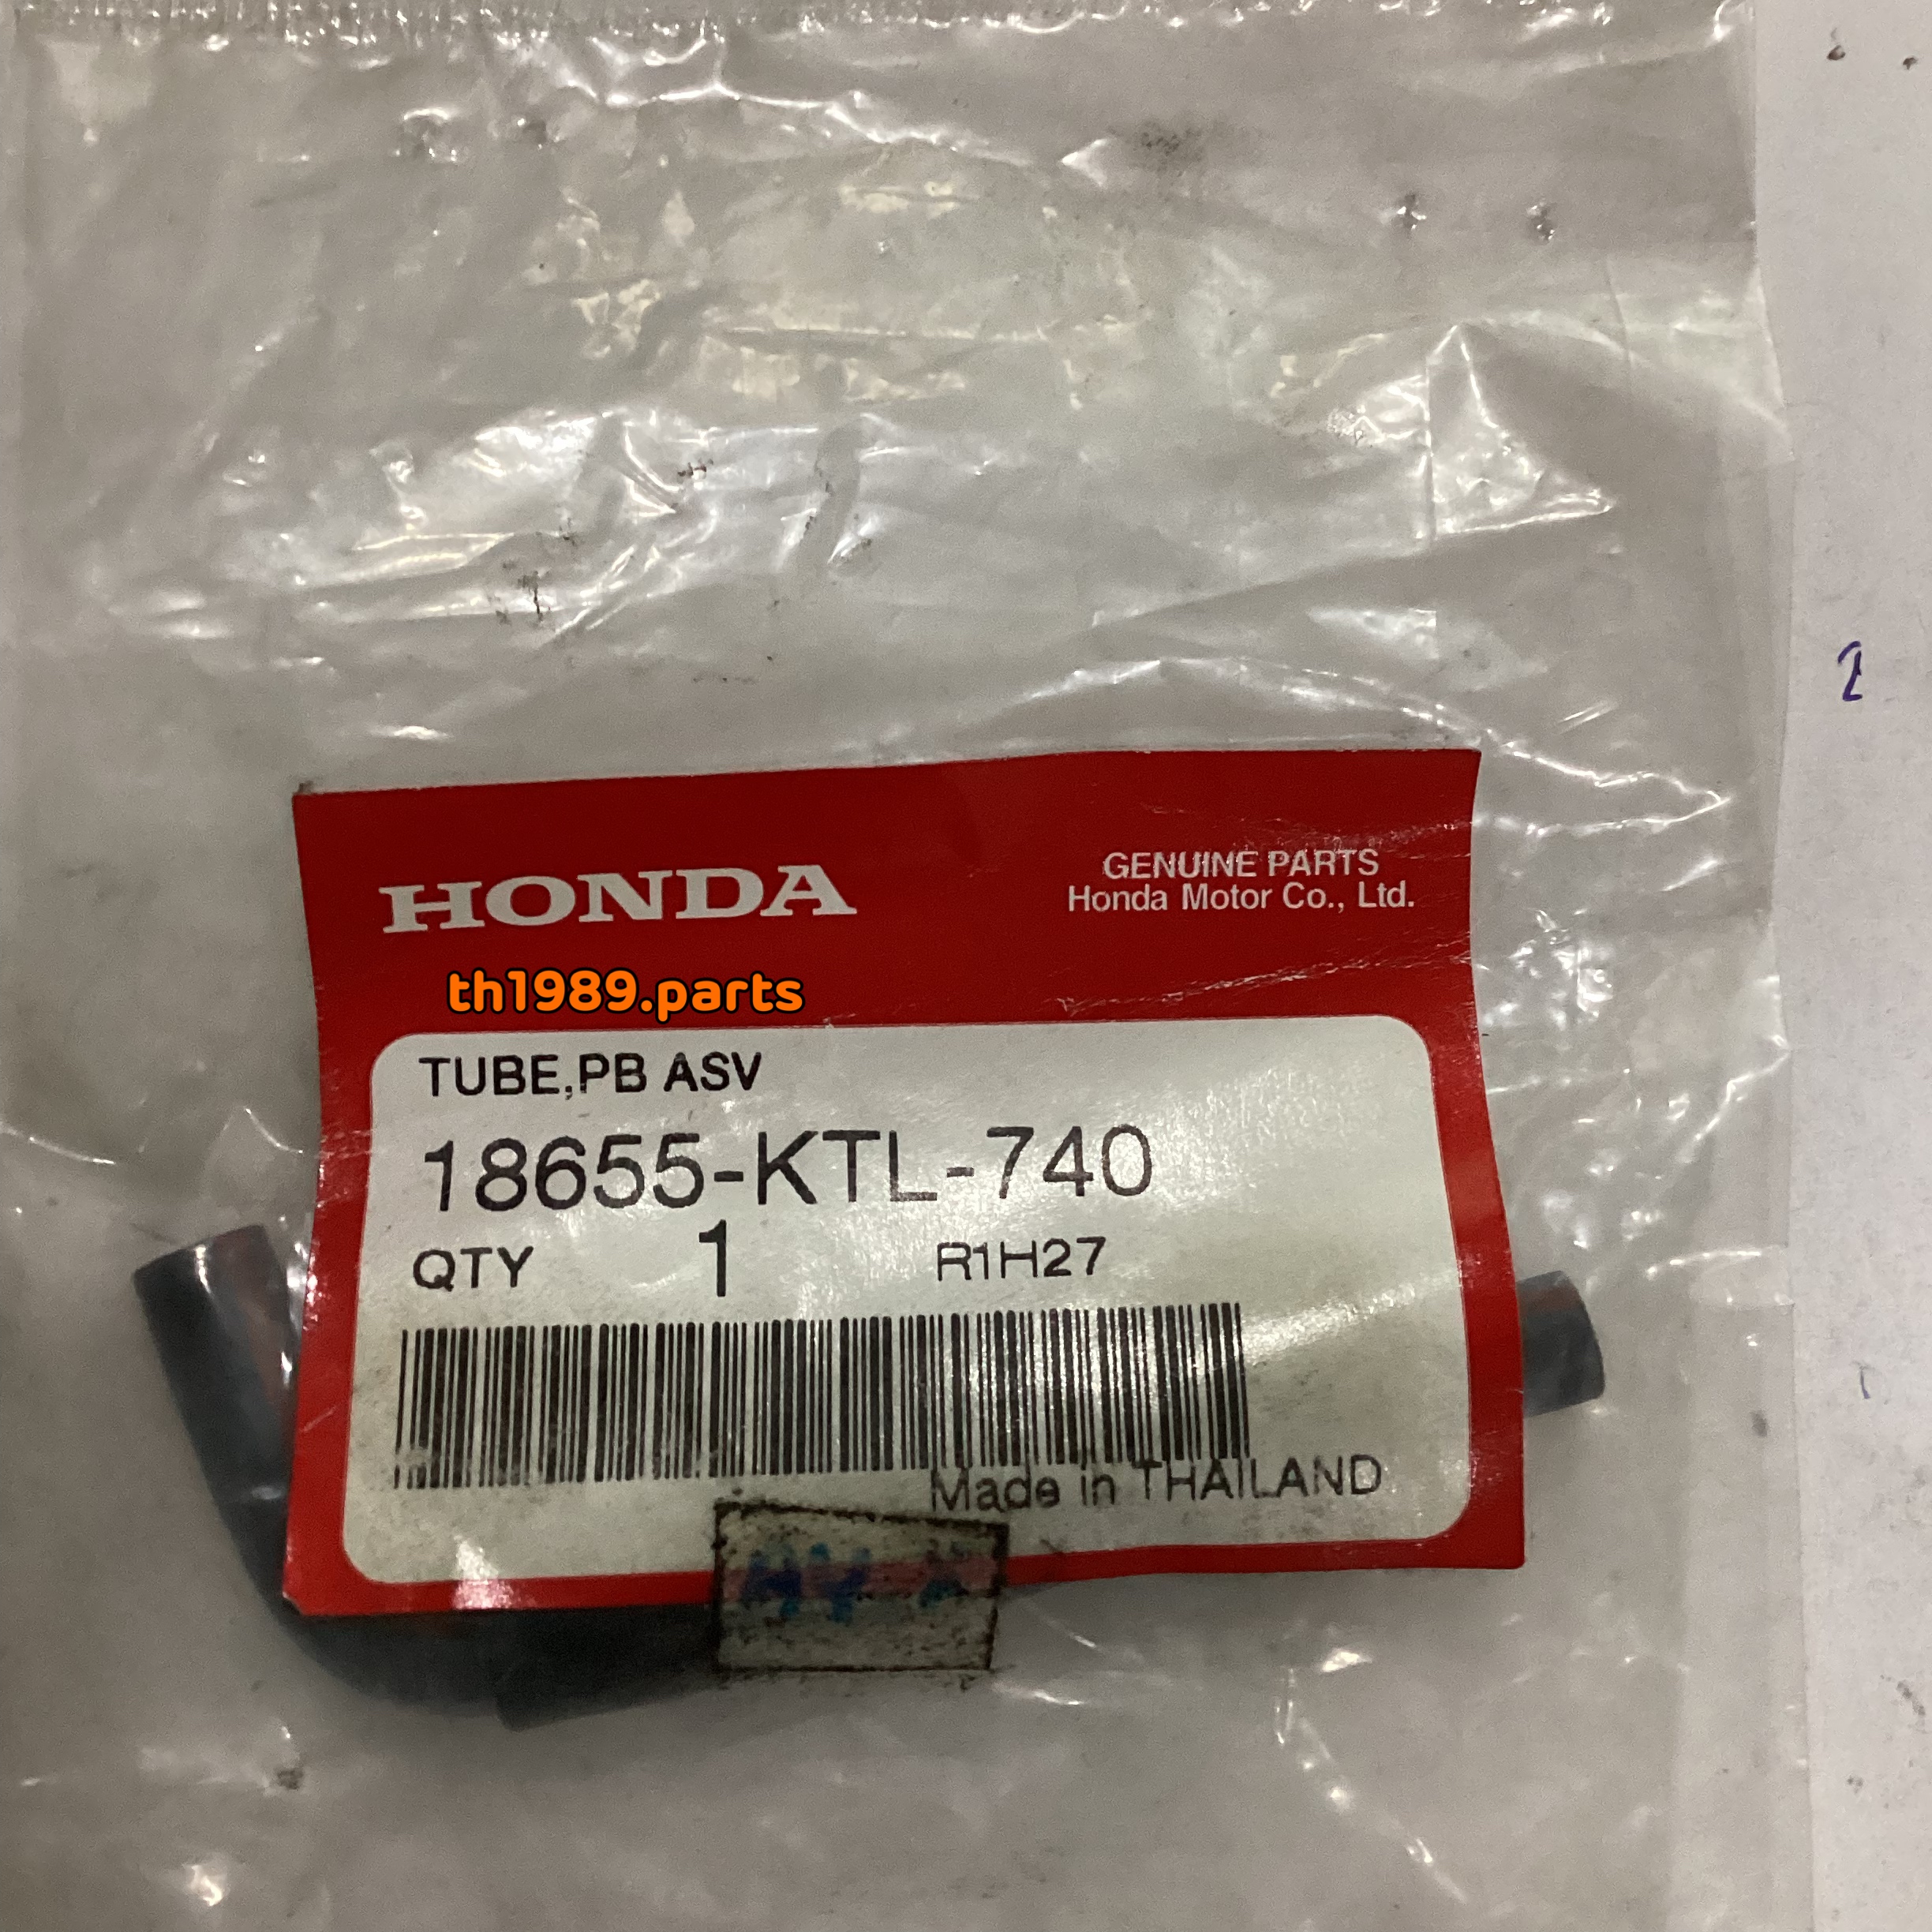 2
HONDA
GENUINE PARTS
Honda Motor Co., Ltd.
th1989.parts
TUBE,PB ASV
18655-KTL-740
QTY 1 R1H27
Made in THAILAND